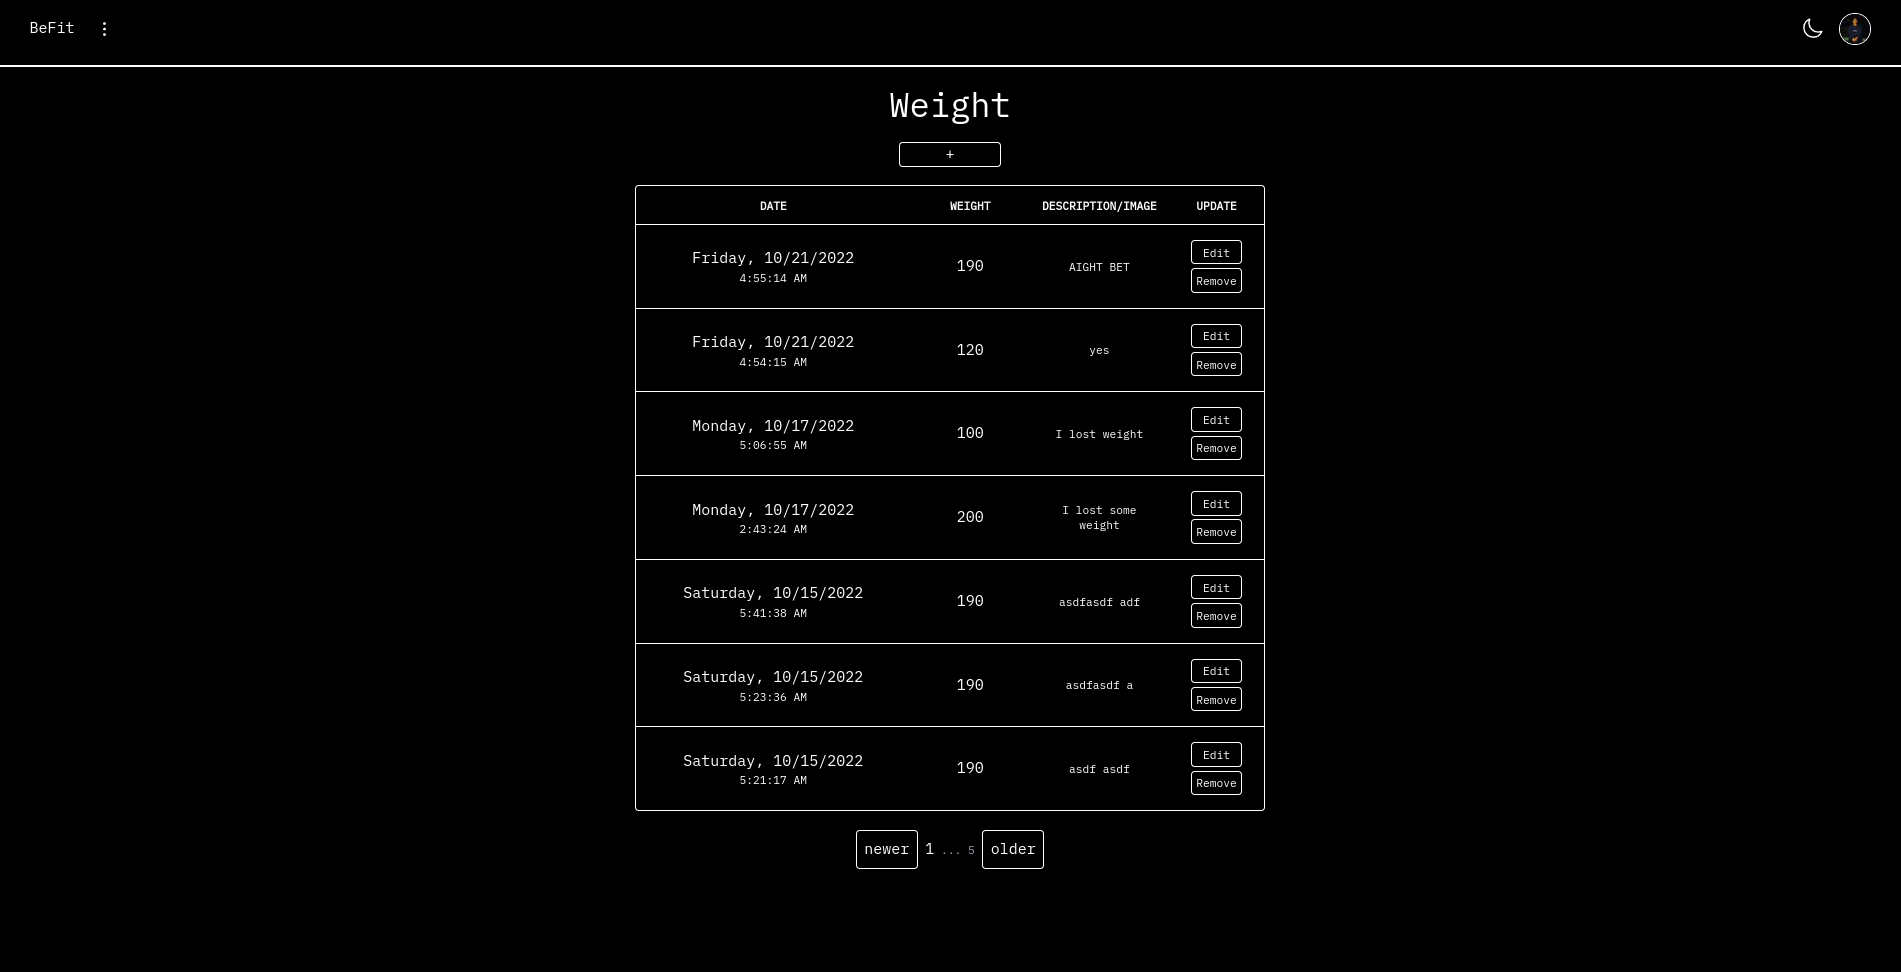 BeFit
Weight
+
DATE WEIGHT DESCRIPTION/IMAGE UPDATE
Friday, 10/21/2022
4:55:14 AM
190
AIGHT BET
Edit
Remove
Friday, 10/21/2022
4:54:15 AM
120
yes
Edit
Remove
Monday, 10/17/2022
5:06:55 AM
100
I lost weight
Edit
Remove
Monday, 10/17/2022
2:43:24 AM
200
I lost some
weight
Edit
Remove
Saturday, 10/15/2022
5:41:38 AM
190
asdfasdf adf
Edit
Remove
Saturday, 10/15/2022
5:23:36 AM
190
asdfasdf a
Edit
Remove
Saturday, 10/15/2022
5:21:17 AM
190
asdf asdf
Edit
Remove
newer 1 ... 5 older